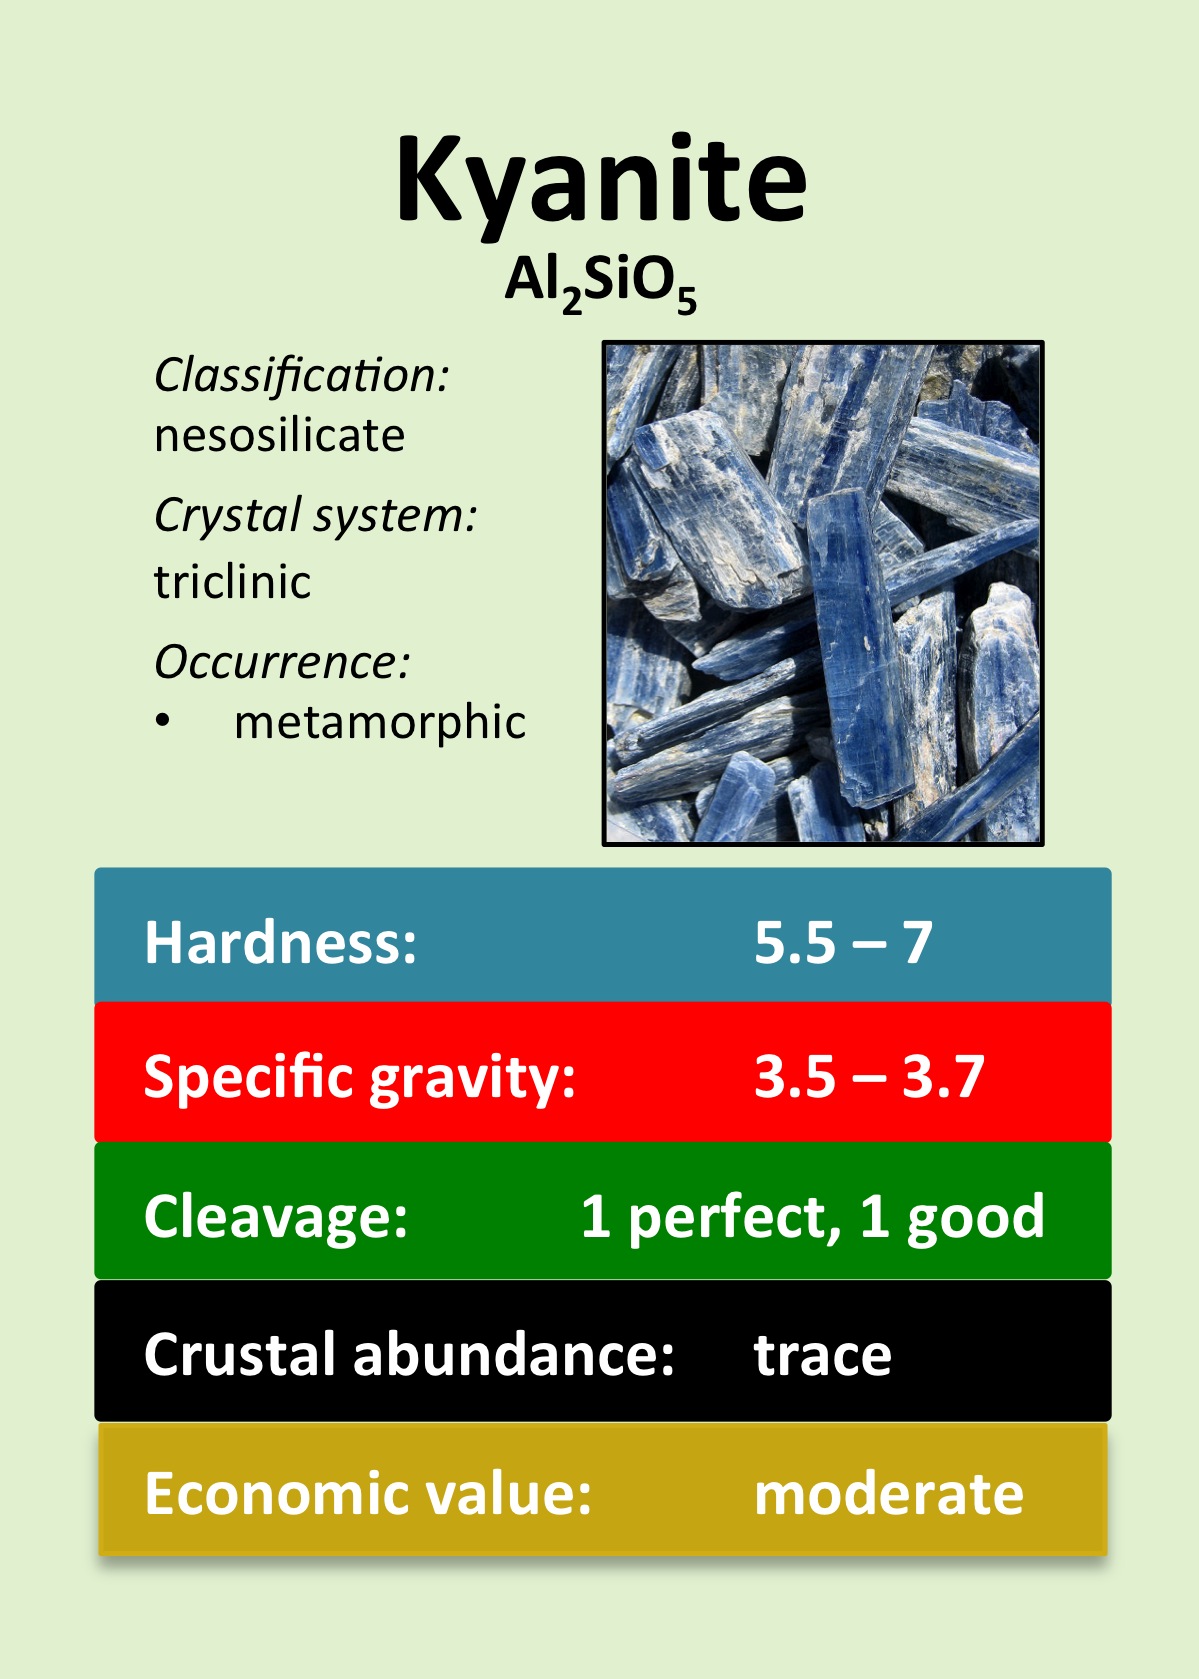 Kyanite
Al₂SiO₅
Classification:
nesosilicate
Crystal system:
triclinic
Occurrence:
• metamorphic
Hardness: 5.5 – 7
Specific gravity: 3.5 – 3.7
Cleavage: 1 perfect, 1 good
Crustal abundance: trace
Economic value: moderate